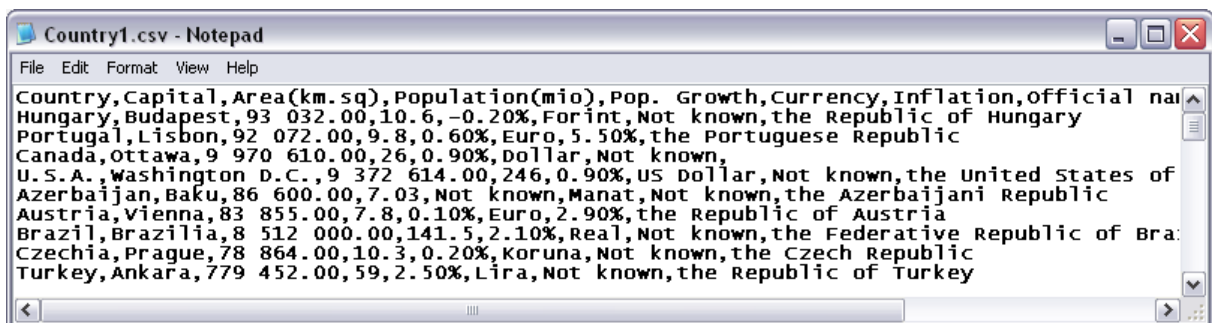 Country1.csv - Notepad
File Edit Format View Help
Country,Capital,Area(km.sq),Population(mio),Pop. Growth,Currency,Inflation,Official
Hungary,Budapest,93 032.00,10.6,-0.20%,Forint,Not known,the Republic of Hungary
Portugal,Lisbon,92 072.00,9.8,0.60%,Euro,5.50%,the Portuguese Republic
Canada,Ottawa,9 970 610.00,26,0.90%,Dollar,Not known,
U.S.A.,Washington D.C.,9 372 614.00,246,0.90%,US Dollar,Not known,the United States of
Azerbaijan,Baku,86 600.00,7.03,Not known,Manat,Not known,the Azerbaijani Republic
Austria,Vienna,83 855.00,7.8,0.10%,Euro,2.90%,the Republic of Austria
Brazil,Brazilia,8 512 000.00,141.5,2.10%,Real,Not known,the Federative Republic of
Czechia,Prague,78 864.00,10.3,0.20%,Koruna,Not known,the Czech Republic
Turkey,Ankara,779 452.00,59,2.50%,Lira,Not known,the Republic of Turkey